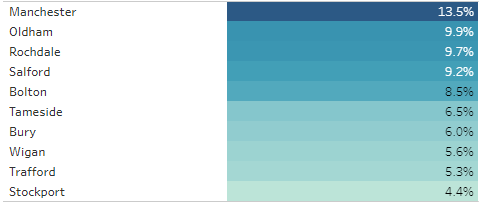 Manchester 13.5%
Oldham 9.9%
Rochdale 9.7%
Salford 9.2%
Bolton 8.5%
Tameside 6.5%
Bury 6.0%
Wigan 5.6%
Trafford 5.3%
Stockport 4.4%